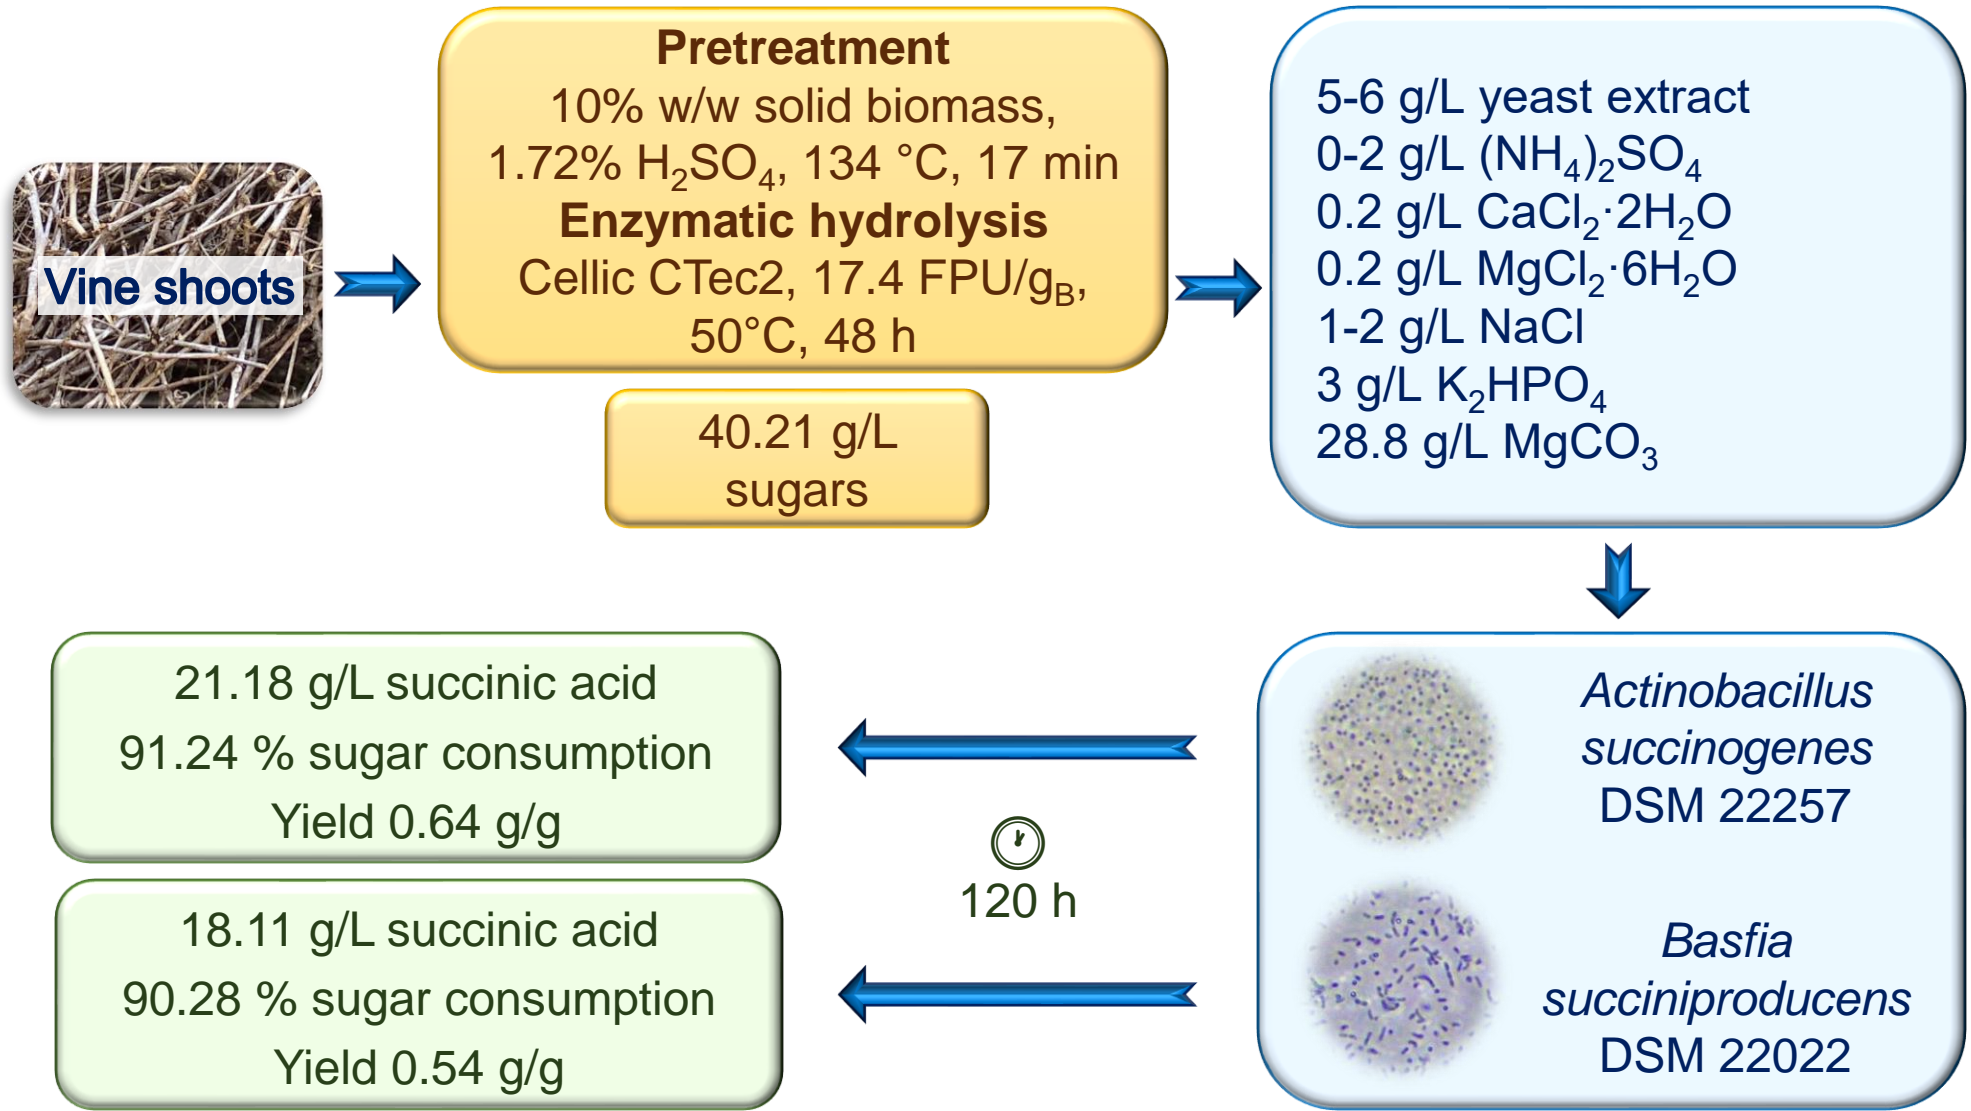 Vine shoots
Pretreatment
10% w/w solid biomass,
1.72% H₂SO₄, 134 °C, 17 min
Enzymatic hydrolysis
Cellic CTec2, 17.4 FPU/g_B,
50°C, 48 h
40.21 g/L
sugars
5-6 g/L yeast extract
0-2 g/L (NH₄)₂SO₄
0.2 g/L CaCl₂·2H₂O
0.2 g/L MgCl₂·6H₂O
1-2 g/L NaCl
3 g/L K₂HPO₄
28.8 g/L MgCO₃
Actinobacillus
succinogenes
DSM 22257
Basfia
succiniproducens
DSM 22022
120 h
21.18 g/L succinic acid
91.24 % sugar consumption
Yield 0.64 g/g
18.11 g/L succinic acid
90.28 % sugar consumption
Yield 0.54 g/g